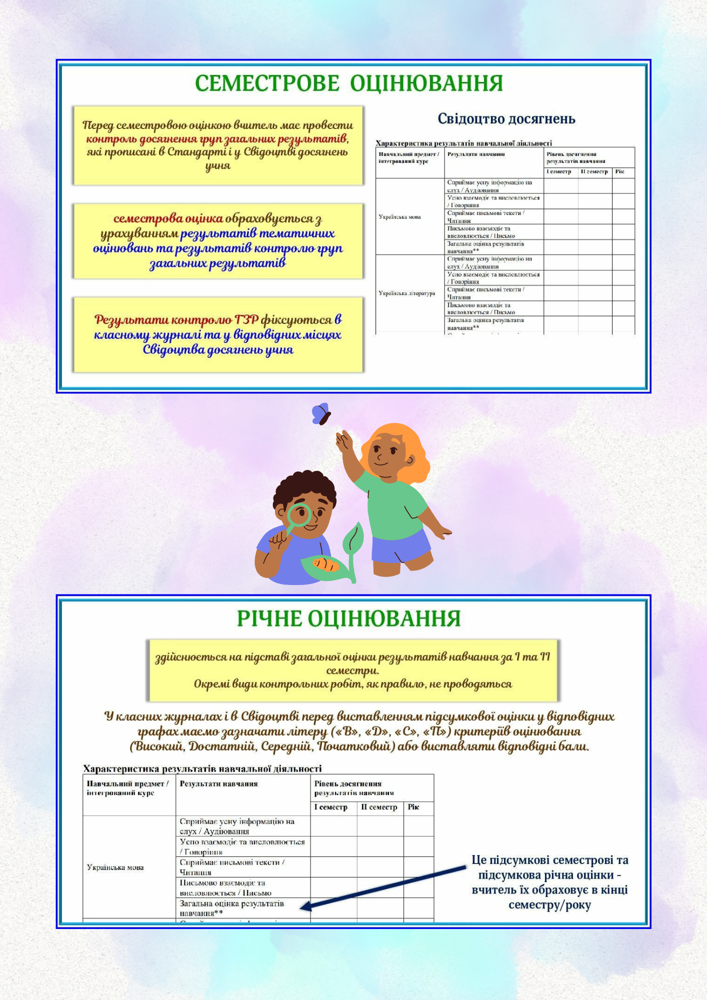 СЕМЕСТРОВЕ ОЦІНЮВАННЯ
Перед семестровою оцінкою вчитель має провести
контроль досягнення груп загальних результатів,
які прописані в Стандарті і у Свідоцтві досягнень
учня
семестрова оцінка обраховується з
урахуванням результатів тематичних
оцінювань та результатів контролю груп
загальних результатів
Результати контролю ГЗР фіксуються в
класному журналі та у відповідних місцях
Свідоцтва досягнень учня
Свідоцтво досягнень
Характеристика результатів навчальної діяльності
Навчальний предмет /
інтегрований курс
Результати навчання
Рівень досягнення
результатів навчання
І семестр ІІ семестр Рік
Українська мова
Сприймає усну інформацію на
слух / Аудіювання
Усно взаємодіє та висловлюється
/ Говоріння
Сприймає письмові тексти /
Читання
Письмово взаємодіє та
висловлюється / Письмо
Загальна оцінка результатів
навчання**
Українська література
Сприймає усну інформацію на
слух / Аудіювання
Усно взаємодіє та висловлюється
/ Говоріння
Сприймає письмові тексти /
Читання
Письмово взаємодіє та
висловлюється / Письмо
Загальна оцінка результатів
навчання**
РІЧНЕ ОЦІНЮВАННЯ
здійснюється на підставі загальної оцінки результатів навчання за І та ІІ
семестри.
Окремі види контрольних робіт, як правило, не проводяться
У класних журналах і в Свідоцтві перед виставленням підсумкової оцінки у відповідних
графах маємо зазначати літеру («В», «Д», «С», «П») критеріїв оцінювання
(Високий, Достатній, Середній, Початковий) або виставляти відповідні бали.
Характеристика результатів навчальної діяльності
Навчальний предмет /
інтегрований курс
Результати навчання
Рівень досягнення
результатів навчання
І семестр ІІ семестр Рік
Українська мова
Сприймає усну інформацію на
слух / Аудіювання
Усно взаємодіє та висловлюється
/ Говоріння
Сприймає письмові тексти /
Читання
Письмово взаємодіє та
висловлюється / Письмо
Загальна оцінка результатів
навчання**
Це підсумкові семестрові та
підсумкова річна оцінки –
вчитель їх обраховує в кінці
семестру/року